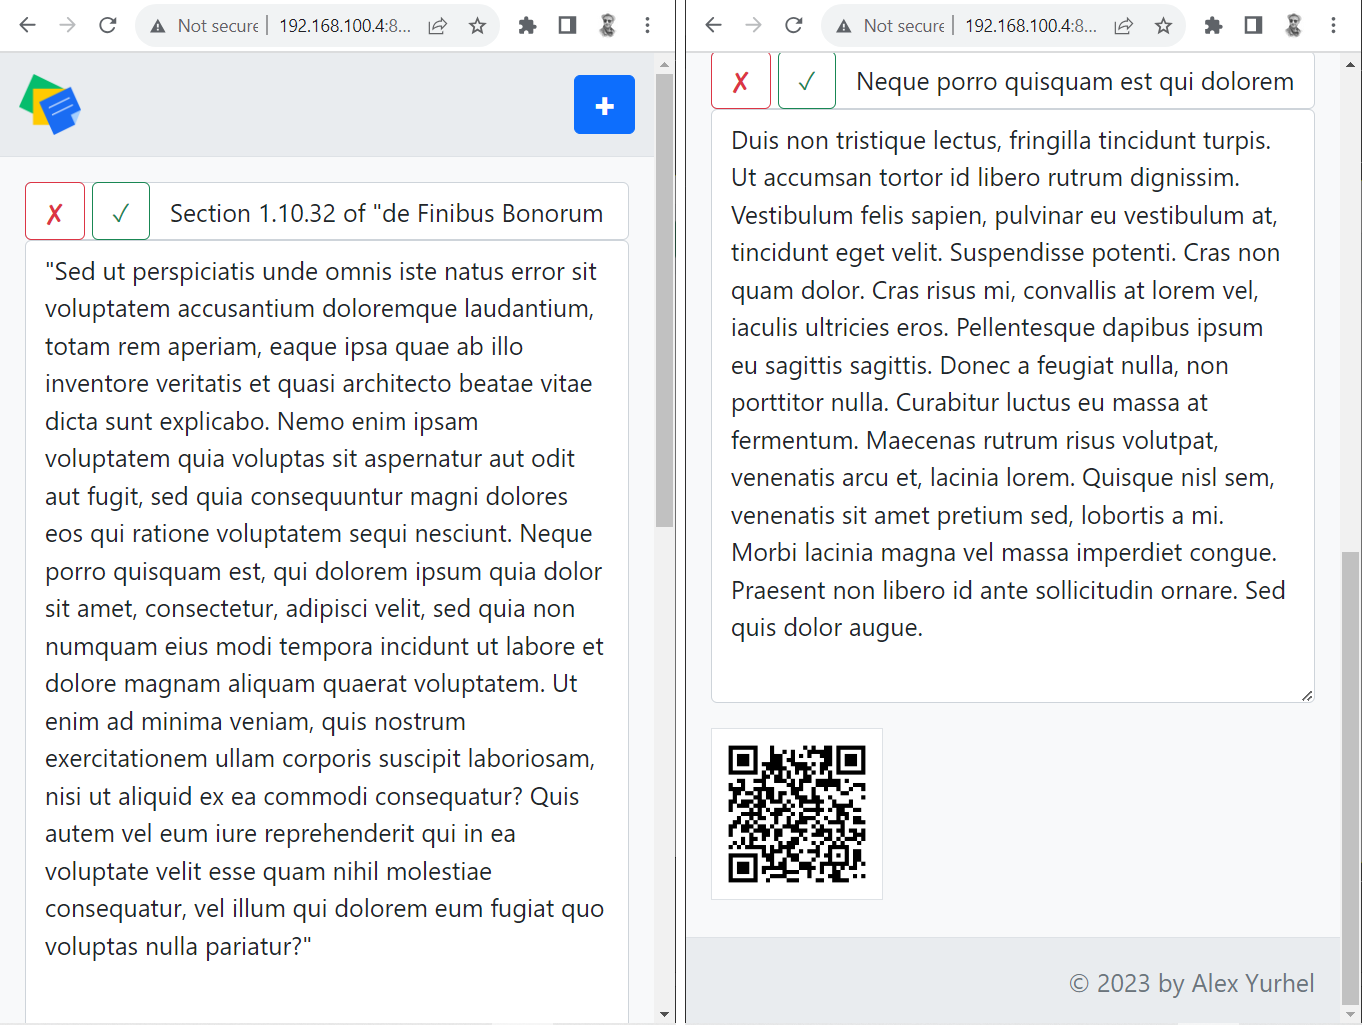 Not secure
192.168.100.4:8...
Section 1.10.32 of "de Finibus Bonorum
"Sed ut perspiciatis unde omnis iste natus error sit
voluptatem accusantium doloremque laudantium,
totam rem aperiam, eaque ipsa quae ab illo
inventore veritatis et quasi architecto beatae vitae
dicta sunt explicabo. Nemo enim ipsam
voluptatem quia voluptas sit aspernatur aut odit
aut fugit, sed quia consequuntur magni dolores
eos qui ratione voluptatem sequi nesciunt. Neque
porro quisquam est, qui dolorem ipsum quia dolor
sit amet, consectetur, adipisci velit, sed quia non
numquam eius modi tempora incidunt ut labore et
dolore magnam aliquam quaerat voluptatem. Ut
enim ad minima veniam, quis nostrum
exercitationem ullam corporis suscipit laboriosam,
nisi ut aliquid ex ea commodi consequatur? Quis
autem vel eum iure reprehenderit qui in ea
voluptate velit esse quam nihil molestiae
consequatur, vel illum qui dolorem eum fugiat quo
voluptas nulla pariatur?"
Not secure
192.168.100.4:8...
Neque porro quisquam est qui dolorem
Duis non tristique lectus, fringilla tincidunt turpis.
Ut accumsan tortor id libero rutrum dignissim.
Vestibulum felis sapien, pulvinar eu vestibulum at,
tincidunt eget velit. Suspendisse potenti. Cras non
quam dolor. Cras risus mi, convallis at lorem vel,
iaculis ultricies eros. Pellentesque dapibus ipsum
eu sagittis sagittis. Donec a feugiat nulla, non
porttitor nulla. Curabitur luctus eu massa at
fermentum. Maecenas rutrum risus volutpat,
venenatis arcu et, lacinia lorem. Quisque nisl sem,
venenatis sit amet pretium sed, lobortis a mi.
Morbi lacinia magna vel massa imperdiet congue.
Praesent non libero id ante sollicitudin ornare. Sed
quis dolor augue.
© 2023 by Alex Yurhel